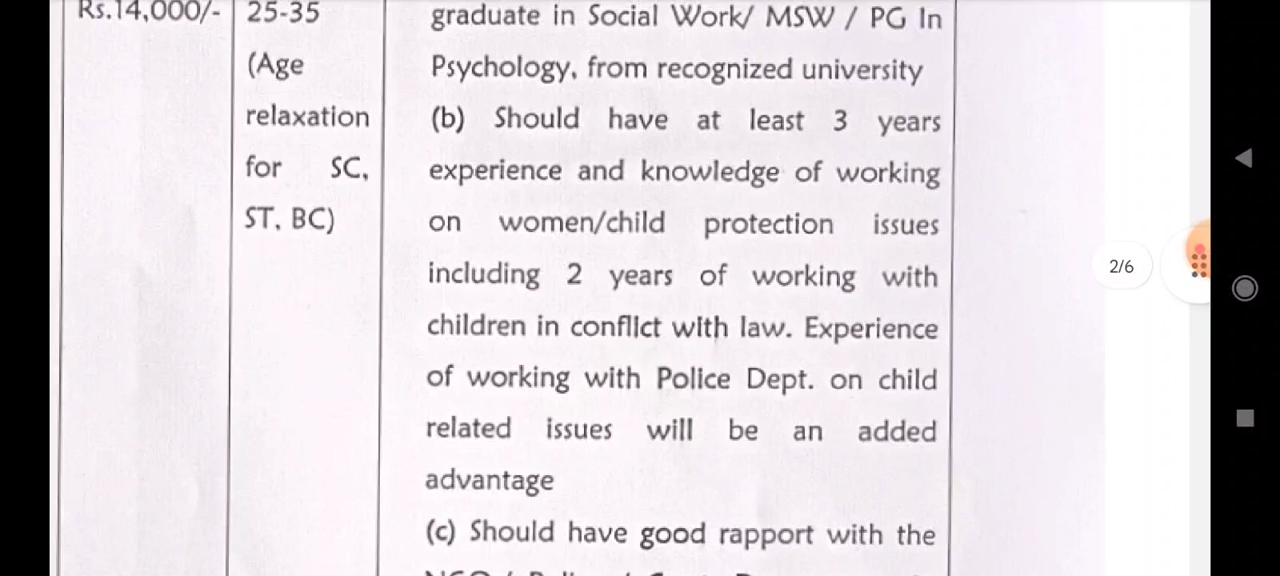 Rs.14,000/-
25-35
(Age
relaxation
for SC,
ST, BC)
graduate in Social Work/ MSW / PG In
Psychology, from recognized university
(b) Should have at least 3 years
experience and knowledge of working
on women/child protection issues
including 2 years of working with
children in conflict with law. Experience
of working with Police Dept. on child
related issues will be an added
advantage
(c) Should have good rapport with the
2/6